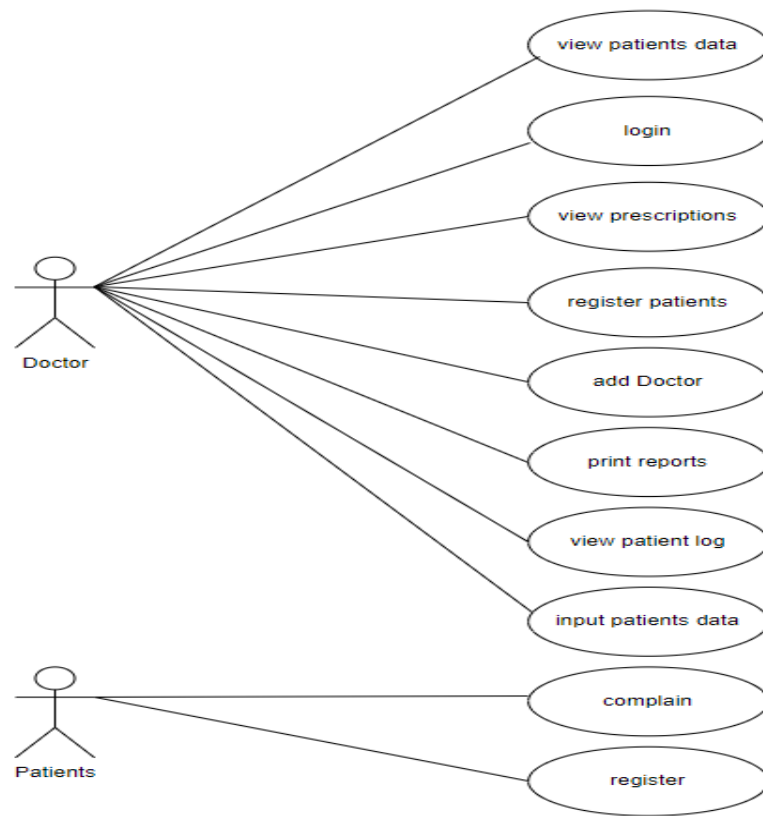 view patients data
login
view prescriptions
register patients
Doctor
add Doctor
print reports
view patient log
input patients data
complain
Patients
register